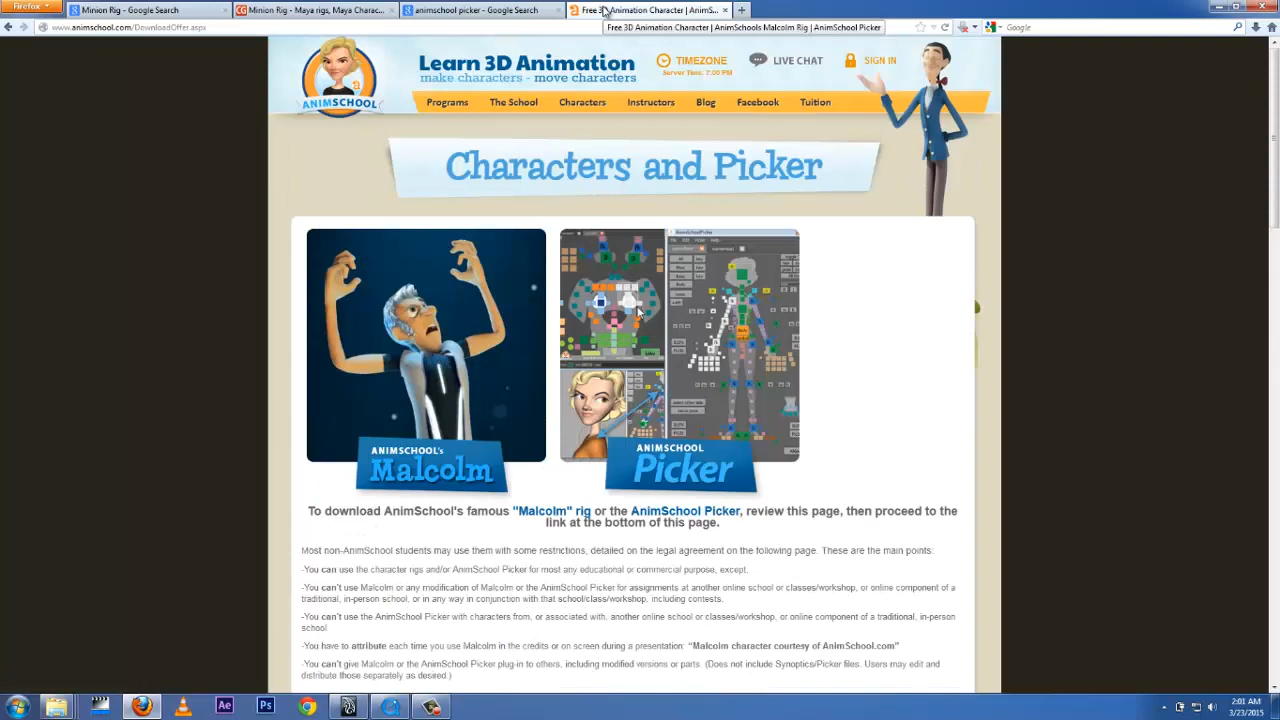 Firefox
Minion Rig - Google Search
Minion Rig - Maya rigs, Maya Charac...
animschool picker - Google Search
Free 3D Animation Character | AnimS...
www.animschool.com/DownloadOffer.aspx
Free 3D Animation Character | AnimSchools Malcolm Rig | AnimSchool Picker
Google
ANIMSCHOOL
Learn 3D Animation
make characters - move characters
TIMEZONE
Server Time: 7:00 PM
LIVE CHAT
SIGN IN
Programs
The School
Characters
Instructors
Blog
Facebook
Tuition
Characters and Picker
ANIMSCHOOL's
Malcolm
ANIMSCHOOL
Picker
To download AnimSchool's famous "Malcolm" rig or the AnimSchool Picker, review this page, then proceed to the
link at the bottom of this page.
Most non-AnimSchool students may use them with some restrictions, detailed on the legal agreement on the following page. These are the main points:
-You can use the character rigs and/or AnimSchool Picker for most any educational or commercial purpose, except.
-You can't use Malcolm or any modification of Malcolm or the AnimSchool Picker for assignments at another online school or classes/workshop, or online component of a
traditional, in-person school, or in any way in conjunction with that school/class/workshop, including contests.
-You can't use the AnimSchool Picker with characters from, or associated with, another online school or classes/workshop, or online component of a traditional, in-person
school.
-You have to attribute each time you use Malcolm in the credits or on screen during a presentation: "Malcolm character courtesy of AnimSchool.com"
-You can't give Malcolm or the AnimSchool Picker plug-in to others, including modified versions or parts. (Does not include Synoptics/Picker files. Users may edit and
distribute those separately as desired.)
Ae
Ps
2:01 AM
3/23/2015